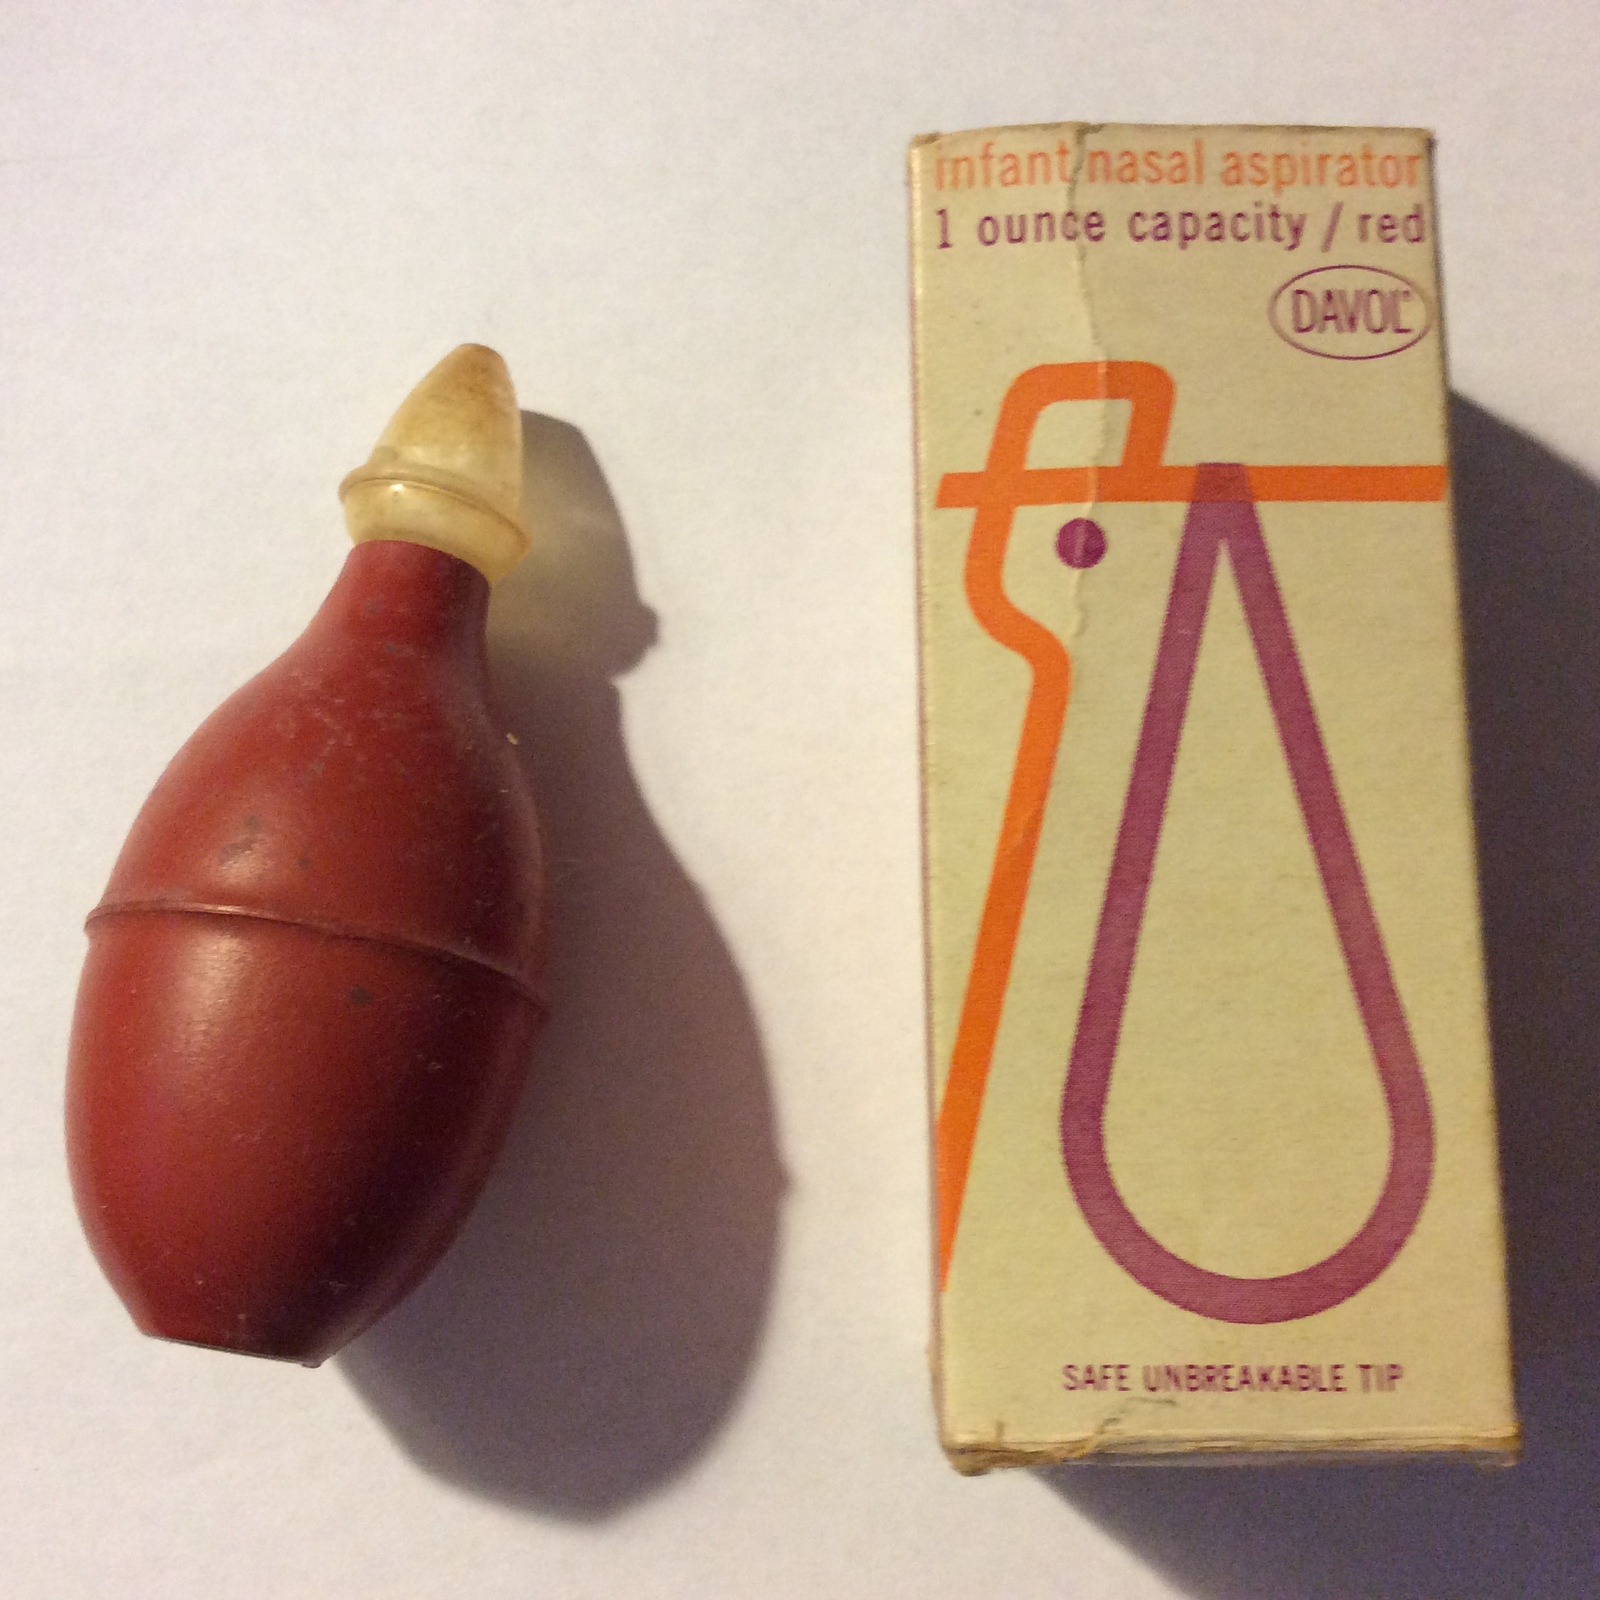 infant nasal aspirator
1 ounce capacity / red
DAVOL®
SAFE UNBREAKABLE TIP